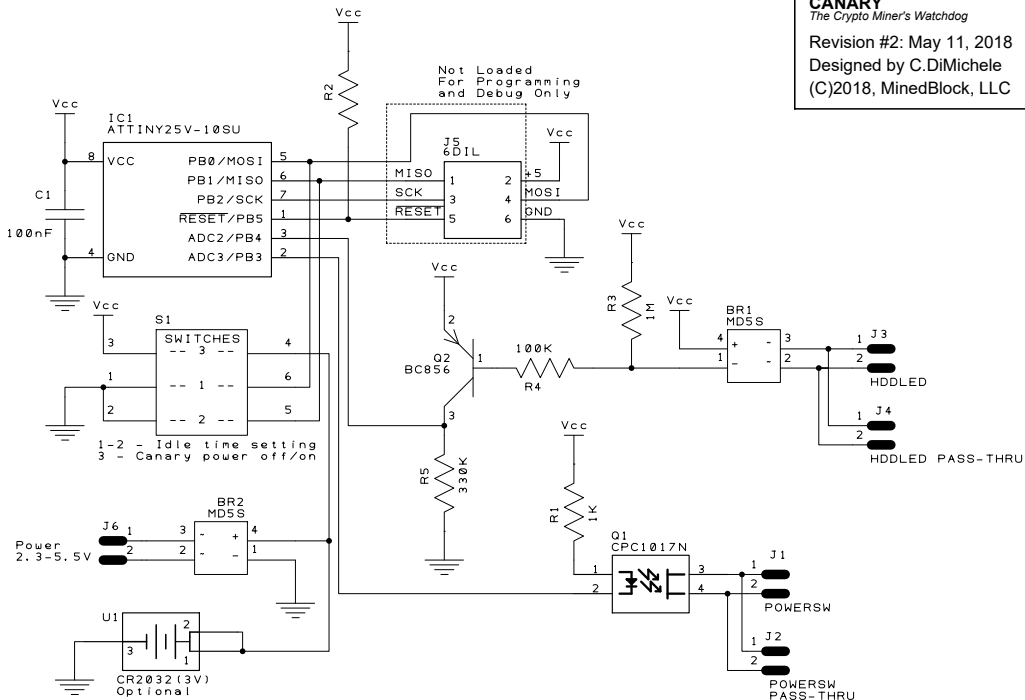 CANARY
The Crypto Miner's Watchdog
Revision #2: May 11, 2018
Designed by C.DiMichele
(C)2018, MinedBlock, LLC
Vcc
R2
Not Loaded
For Programming
and Debug Only
Vcc
IC1
ATTINY25V-10SU
8 VCC
PB0/MOSI 5
PB1/MISO 6
PB2/SCK 7
RESET/PB5 1
ADC2/PB4 3
ADC3/PB3 2
4 GND
C1
100nF
J5
6DIL
Vcc
MISO 1 2 +5
SCK 3 4 MOSI
RESET 5 6 GND
Vcc
S1
SWITCHES
3 -- 3 -- 4
1 -- 1 -- 6
2 -- 2 -- 5
1-2 - Idle time setting
3 - Canary power off/on
Vcc
2
Q2
BC856
1
3
100K
R4
R5
330K
Vcc
R3
1M
Vcc
BR1
MD5S
4 + - 3
1 - - 2
1 J3
2
HDDLED
1 J4
2
HDDLED PASS-THRU
BR2
MD5S
J6
1 3 ~ + 4
2 2 ~ - 1
Power
2.3-5.5V
U1
3
2
1
CR2032(3V)
Optional
Vcc
R1
1K
Q1
CPC1017N
1 3
2 4
J1
1
2
POWERSW
J2
1
2
POWERSW
PASS-THRU